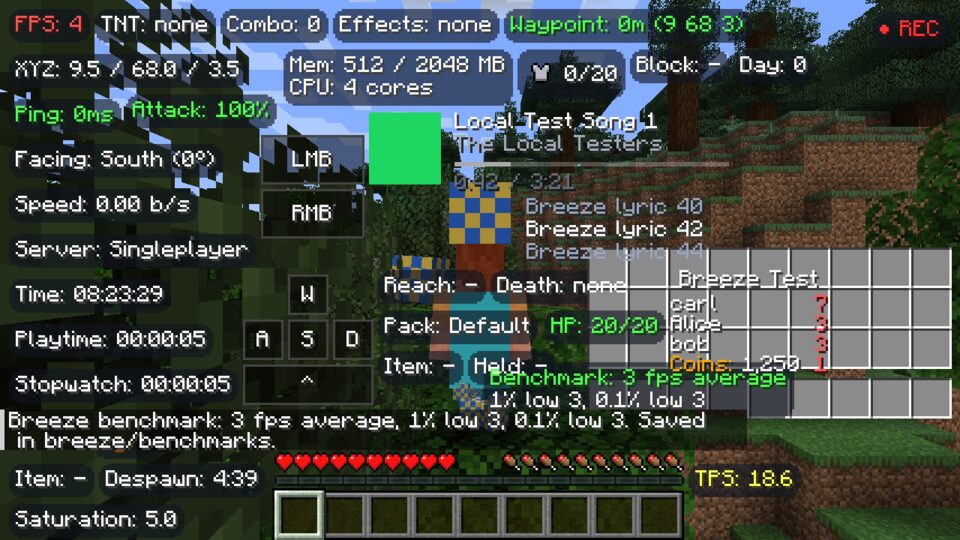 FPS: 4 TNT: none Combo: 0 Effects: none Waypoint: 0m (9 68 3) REC
XYZ: 9.5 / 68.0 / 3.5 Mem: 512 / 2048 MB 0/20 Block: - Day: 0
CPU: 4 cores
Ping: 0ms Attack: 100%
Local Test Song 1
The Local Testers
0:42 / 3:21
Facing: South (0°) LMB
Speed: 0.00 b/s RMB
Breeze lyric 40
Breeze lyric 42
Breeze lyric 44
Server: Singleplayer
Reach: - Death: none
Breeze Test
carl 7
Alice 3
bob 3
Coins: 1,250 1
Time: 08:23:29 W
Pack: Default HP: 20/20
Playtime: 00:00:05 A S D
Item: - Held: -
Stopwatch: 00:00:05 ^
Benchmark: 3 fps average
1% low 3, 0.1% low 3
Breeze benchmark: 3 fps average, 1% low 3, 0.1% low 3. Saved
in breeze/benchmarks.
Item: - Despawn: 4:39 TPS: 18.6
Saturation: 5.0